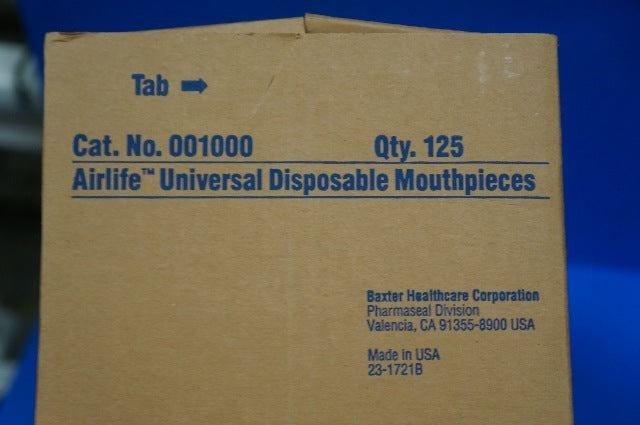 Tab ➡
Cat. No. 001000 Qty. 125
Airlife™ Universal Disposable Mouthpieces
Baxter Healthcare Corporation
Pharmaseal Division
Valencia, CA 91355-8900 USA
Made in USA
23-1721B